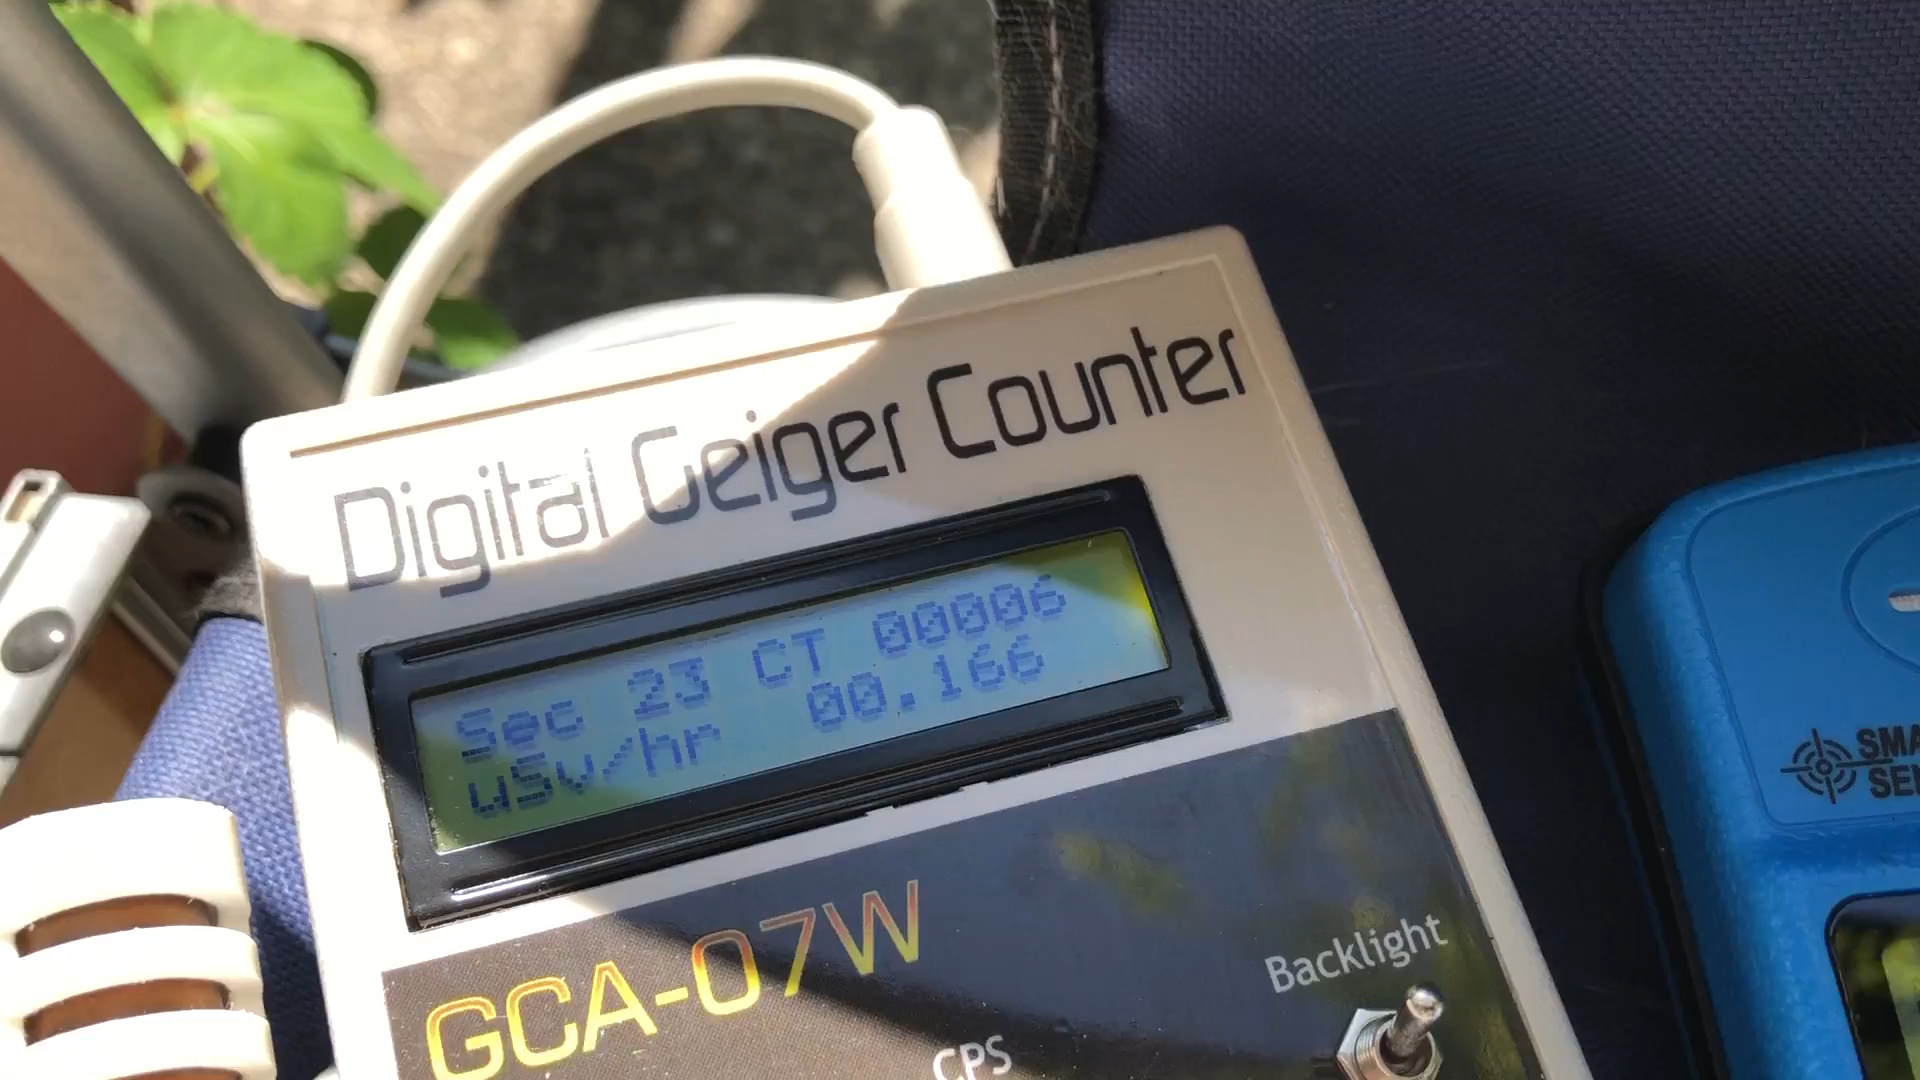 Digital Geiger Counter
Sec 23 CT 00006
uSv/hr 00.166
GCA-07W
Backlight
CPS